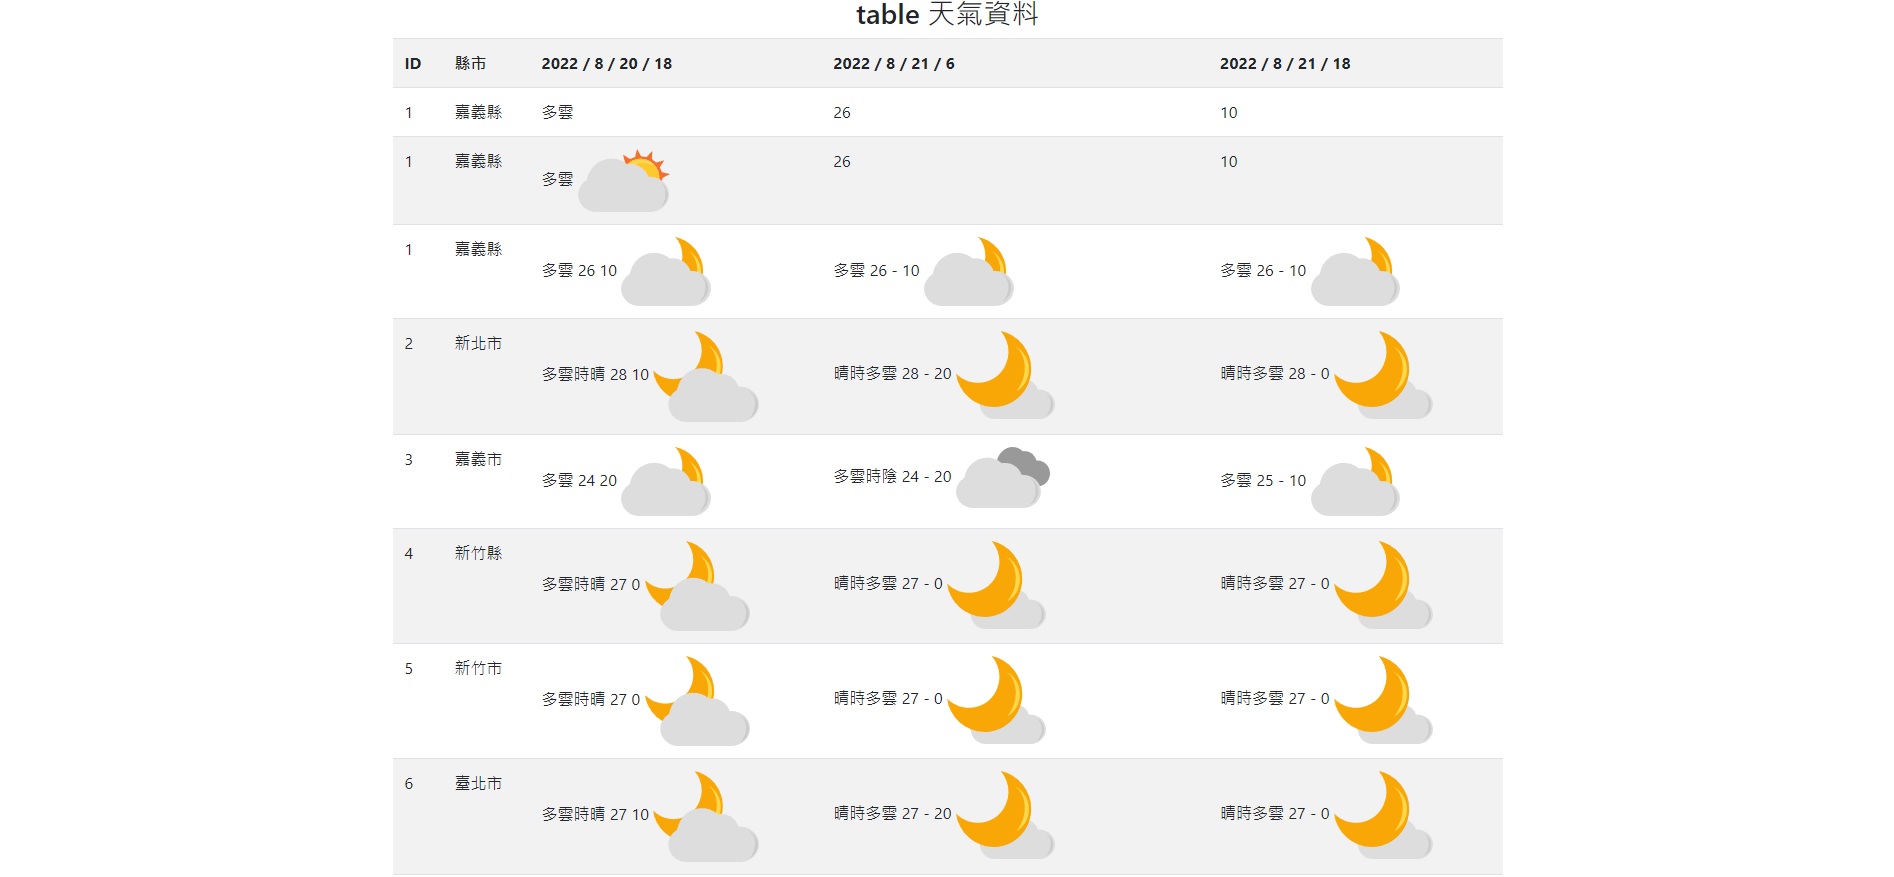 table 天氣資料
ID 縣市 2022 / 8 / 20 / 18 2022 / 8 / 21 / 6 2022 / 8 / 21 / 18
1 嘉義縣 多雲 26 10
1 嘉義縣 多雲 26 10
1 嘉義縣 多雲 26 10 多雲 26 - 10 多雲 26 - 10
2 新北市 多雲時晴 28 10 晴時多雲 28 - 20 晴時多雲 28 - 0
3 嘉義市 多雲 24 20 多雲時陰 24 - 20 多雲 25 - 10
4 新竹縣 多雲時晴 27 0 晴時多雲 27 - 0 晴時多雲 27 - 0
5 新竹市 多雲時晴 27 0 晴時多雲 27 - 0 晴時多雲 27 - 0
6 臺北市 多雲時晴 27 10 晴時多雲 27 - 20 晴時多雲 27 - 0